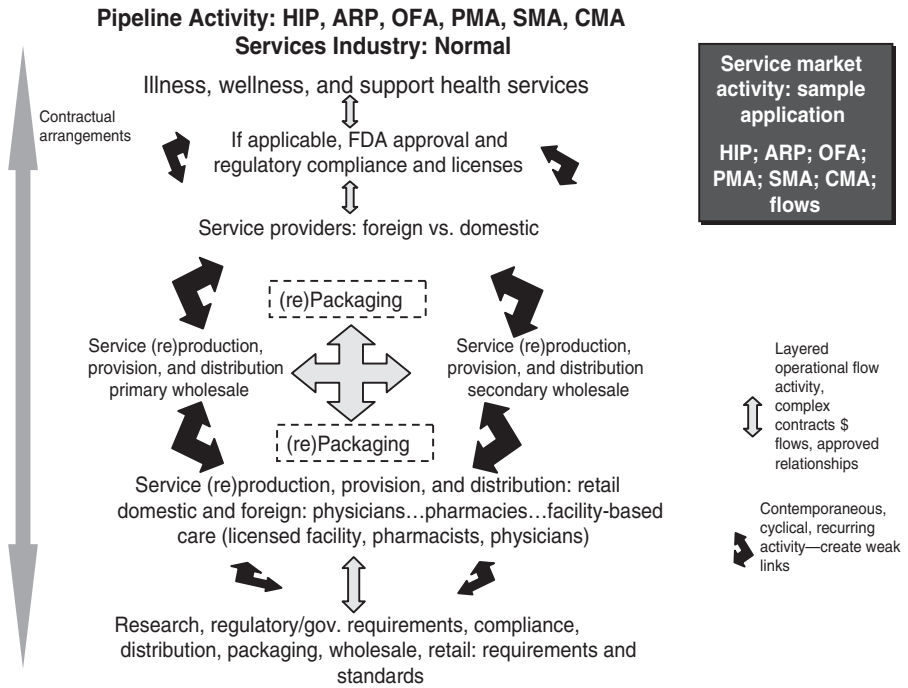 Pipeline Activity: HIP, ARP, OFA, PMA, SMA, CMA
Services Industry: Normal
Illness, wellness, and support health services
Contractual
arrangements
If applicable, FDA approval and
regulatory compliance and licenses
Service providers: foreign vs. domestic
(re)Packaging
Service (re)production,
provision, and distribution
primary wholesale
Service (re)production,
provision, and distribution
secondary wholesale
(re)Packaging
Service (re)production, provision, and distribution: retail
domestic and foreign: physicians…pharmacies…facility-based
care (licensed facility, pharmacists, physicians)
Research, regulatory/gov. requirements, compliance,
distribution, packaging, wholesale, retail: requirements and
standards
Service market
activity: sample
application
HIP; ARP; OFA;
PMA; SMA; CMA;
flows
Layered
operational flow
activity,
complex
contracts $
flows, approved
relationships
Contemporaneous,
cyclical, recurring
activity—create weak
links